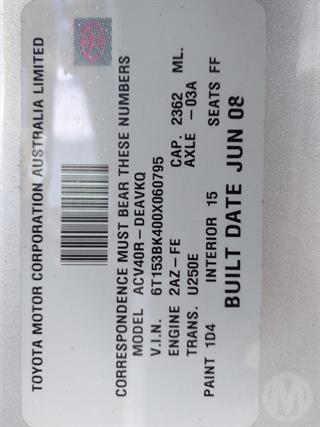 TOYOTA MOTOR CORPORATION AUSTRALIA LIMITED
CORRESPONDENCE MUST BEAR THESE NUMBERS
MODEL ACV40R-DEAVKQ
V.I.N. 6T153BK400X060795
ENGINE 2AZ-FE CAP. 2362 ML.
TRANS. U250E AXLE -03A
PAINT 1D4 INTERIOR 15 SEATS FF
BUILT DATE JUN 08